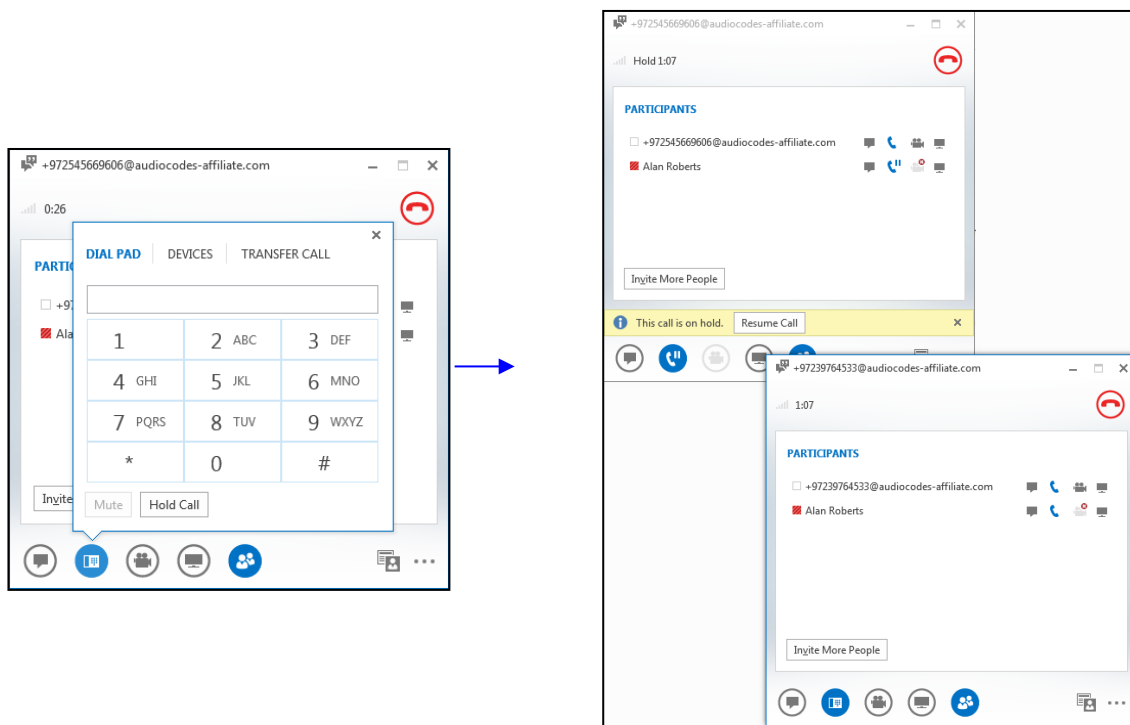 +972545669606@audiocodes-affiliate.com
0:26
DIAL PAD DEVICES TRANSFER CALL
PARTIC
+97
Ala
1 2 ABC 3 DEF
4 GHI 5 JKL 6 MNO
7 PQRS 8 TUV 9 WXYZ
* 0 #
Invite
Mute Hold Call
+972545669606@audiocodes-affiliate.com
Hold 1:07
PARTICIPANTS
+972545669606@audiocodes-affiliate.com
Alan Roberts
Invite More People
This call is on hold. Resume Call
+97239764533@audiocodes-affiliate.com
1:07
PARTICIPANTS
+97239764533@audiocodes-affiliate.com
Alan Roberts
Invite More People